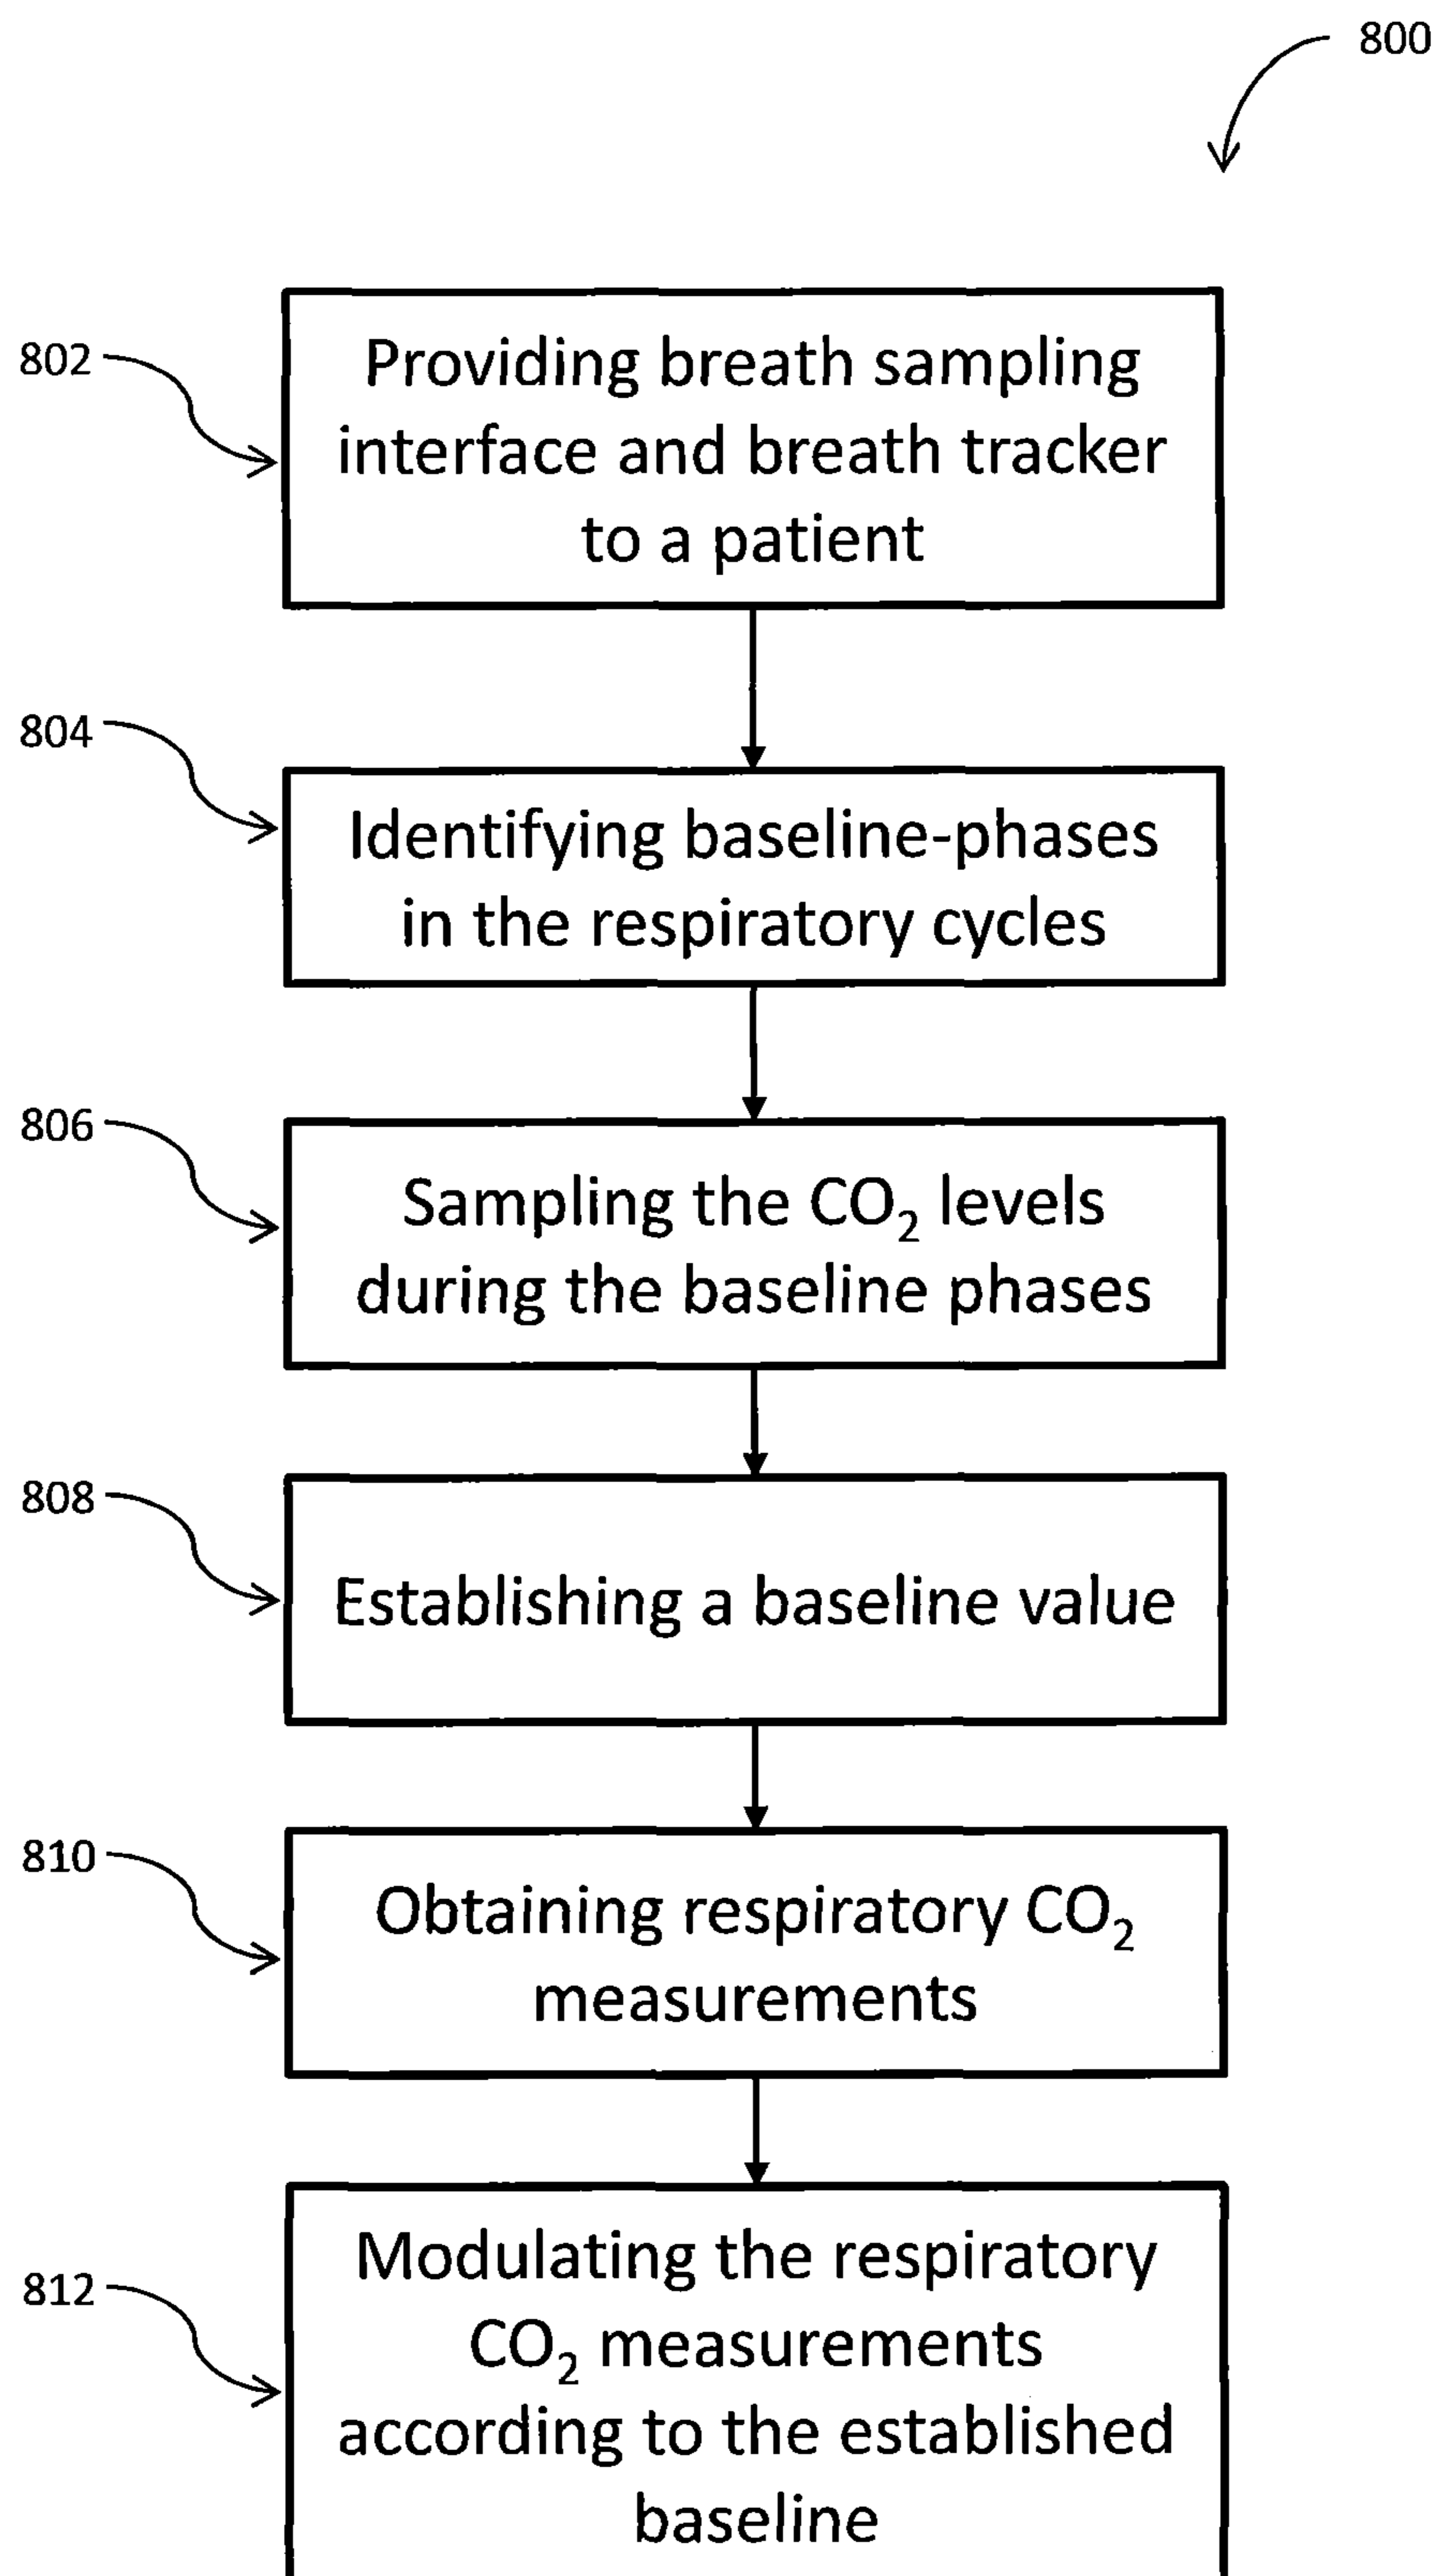 800
802
Providing breath sampling
interface and breath tracker
to a patient
804
Identifying baseline-phases
in the respiratory cycles
806
Sampling the CO₂ levels
during the baseline phases
808
Establishing a baseline value
810
Obtaining respiratory CO₂
measurements
812
Modulating the respiratory
CO₂ measurements
according to the established
baseline